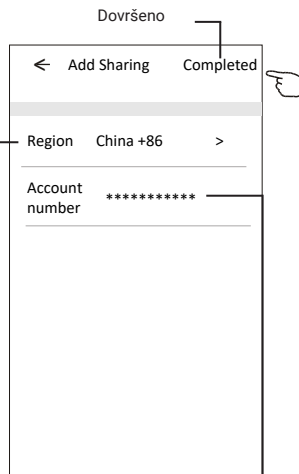 Dovršeno
← Add Sharing Completed
Region China +86 >
Account
number ***********